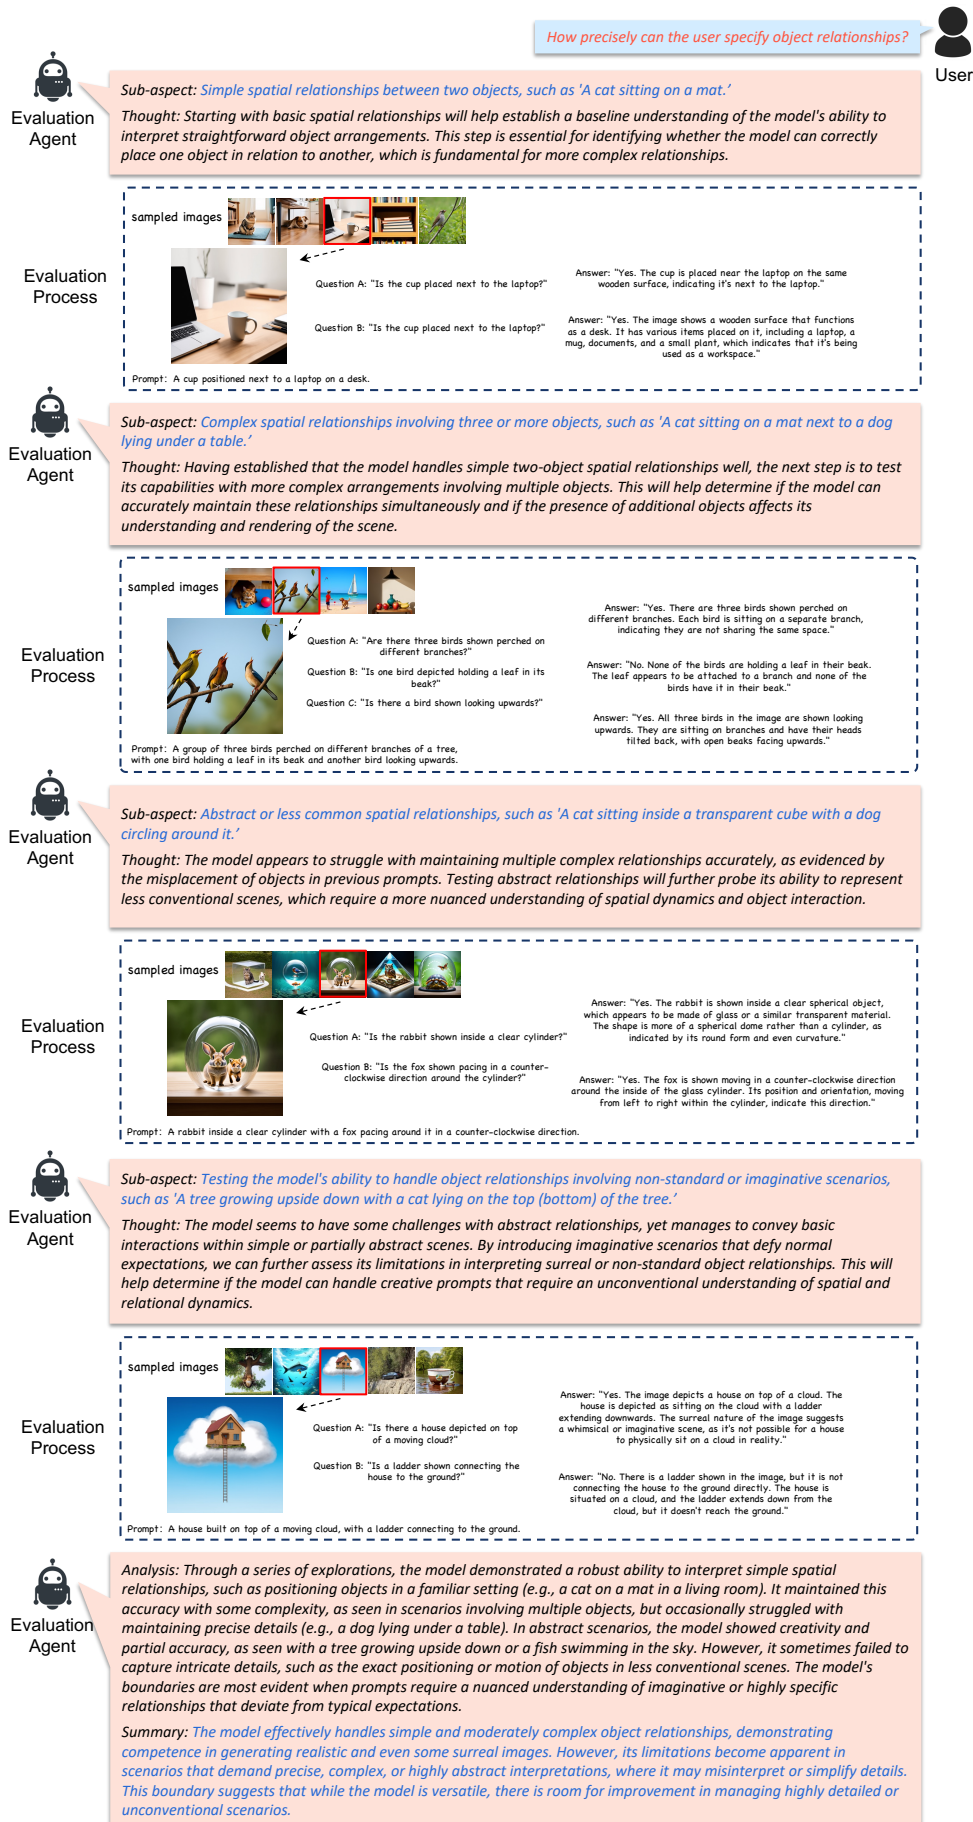 How precisely can the user specify object relationships?
User
Evaluation
Agent
Sub-aspect: Simple spatial relationships between two objects, such as 'A cat sitting on a mat.'
Thought: Starting with basic spatial relationships will help establish a baseline understanding of the model's ability to
interpret straightforward object arrangements. This step is essential for identifying whether the model can correctly
place one object in relation to another, which is fundamental for more complex relationships.
Evaluation
Process
sampled images
Question A: "Is the cup placed next to the laptop?"
Answer: "Yes. The cup is placed near the laptop on the same
wooden surface, indicating it's next to the laptop."
Question B: "Is the cup placed next to the laptop?"
Answer: "Yes. The image shows a wooden surface that functions
as a desk. It has various items placed on it, including a laptop, a
mug, documents, and a small plant, which indicates that it's being
used as a workspace."
Prompt: A cup positioned next to a laptop on a desk.
Evaluation
Agent
Sub-aspect: Complex spatial relationships involving three or more objects, such as 'A cat sitting on a mat next to a dog
lying under a table.'
Thought: Having established that the model handles simple two-object spatial relationships well, the next step is to test
its capabilities with more complex arrangements involving multiple objects. This will help determine if the model can
accurately maintain these relationships simultaneously and if the presence of additional objects affects its
understanding and rendering of the scene.
Evaluation
Process
sampled images
Question A: "Are there three birds shown perched on
different branches?"
Answer: "Yes. There are three birds shown perched on
different branches. Each bird is sitting on a separate branch,
indicating they are not sharing the same space."
Question B: "Is one bird depicted holding a leaf in its
beak?"
Answer: "No. None of the birds are holding a leaf in their beak.
The leaf appears to be attached to a branch and none of the
birds have it in their beak."
Question C: "Is there a bird shown looking upwards?"
Answer: "Yes. All three birds in the image are shown looking
upwards. They are sitting on branches and have their heads
tilted back, with open beaks facing upwards."
Prompt: A group of three birds perched on different branches of a tree,
with one bird holding a leaf in its beak and another bird looking upwards.
Evaluation
Agent
Sub-aspect: Abstract or less common spatial relationships, such as 'A cat sitting inside a transparent cube with a dog
circling around it.'
Thought: The model appears to struggle with maintaining multiple complex relationships accurately, as evidenced by
the misplacement of objects in previous prompts. Testing abstract relationships will further probe its ability to represent
less conventional scenes, which require a more nuanced understanding of spatial dynamics and object interaction.
Evaluation
Process
sampled images
Question A: "Is the rabbit shown inside a clear cylinder?"
Answer: "Yes. The rabbit is shown inside a clear spherical object,
which appears to be made of glass or a similar transparent material.
The shape is more of a spherical dome rather than a cylinder, as
indicated by its round form and even curvature."
Question B: "Is the fox shown pacing in a counter-
clockwise direction around the cylinder?"
Answer: "Yes. The fox is shown moving in a counter-clockwise direction
around the inside of the glass cylinder. Its position and orientation, moving
from left to right within the cylinder, indicate this direction."
Prompt: A rabbit inside a clear cylinder with a fox pacing around it in a counter-clockwise direction.
Evaluation
Agent
Sub-aspect: Testing the model's ability to handle object relationships involving non-standard or imaginative scenarios,
such as 'A tree growing upside down with a cat lying on the top (bottom) of the tree.'
Thought: The model seems to have some challenges with abstract relationships, yet manages to convey basic
interactions within simple or partially abstract scenes. By introducing imaginative scenarios that defy normal
expectations, we can further assess its limitations in interpreting surreal or non-standard object relationships. This will
help determine if the model can handle creative prompts that require an unconventional understanding of spatial and
relational dynamics.
Evaluation
Process
sampled images
Question A: "Is there a house depicted on top
of a moving cloud?"
Answer: "Yes. The image depicts a house on top of a cloud. The
house is depicted as sitting on the cloud with a ladder
extending downwards. The surreal nature of the image suggests
a whimsical or imaginative scene, as it's not possible for a house
to physically sit on a cloud in reality."
Question B: "Is a ladder shown connecting the
house to the ground?"
Answer: "No. There is a ladder shown in the image, but it is not
connecting the house to the ground directly. The house is
situated on a cloud, and the ladder extends down from the
cloud, but it doesn't reach the ground."
Prompt: A house built on top of a moving cloud, with a ladder connecting to the ground.
Evaluation
Agent
Analysis: Through a series of explorations, the model demonstrated a robust ability to interpret simple spatial
relationships, such as positioning objects in a familiar setting (e.g., a cat on a mat in a living room). It maintained this
accuracy with some complexity, as seen in scenarios involving multiple objects, but occasionally struggled with
maintaining precise details (e.g., a dog lying under a table). In abstract scenarios, the model showed creativity and
partial accuracy, as seen with a tree growing upside down or a fish swimming in the sky. However, it sometimes failed to
capture intricate details, such as the exact positioning or motion of objects in less conventional scenes. The model's
boundaries are most evident when prompts require a nuanced understanding of imaginative or highly specific
relationships that deviate from typical expectations.
Summary: The model effectively handles simple and moderately complex object relationships, demonstrating
competence in generating realistic and even some surreal images. However, its limitations become apparent in
scenarios that demand precise, complex, or highly abstract interpretations, where it may misinterpret or simplify details.
This boundary suggests that while the model is versatile, there is room for improvement in managing highly detailed or
unconventional scenarios.